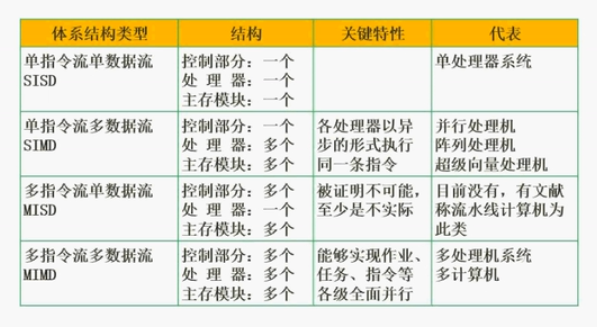 体系结构类型 结构 关键特性 代表
单指令流单数据流
SISD
控制部分：一个
处 理 器：一个
主存模块：一个
单处理器系统
单指令流多数据流
SIMD
控制部分：一个
处 理 器：多个
主存模块：多个
各处理器以异
步的形式执行
同一条指令
并行处理机
阵列处理机
超级向量处理机
多指令流单数据流
MISD
控制部分：多个
处 理 器：一个
主存模块：多个
被证明不可能，
至少是不实际
目前没有，有文献
称流水线计算机为
此类
多指令流多数据流
MIMD
控制部分：多个
处 理 器：多个
主存模块：多个
能够实现作业、
任务、指令等
各级全面并行
多处理机系统
多计算机